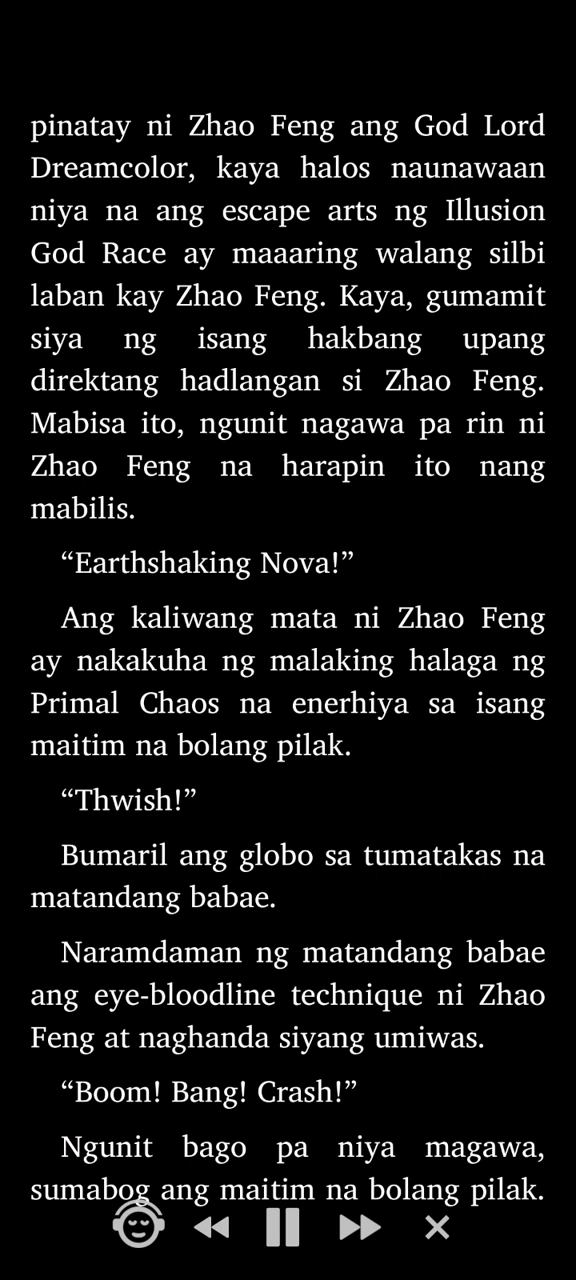 pinatay ni Zhao Feng ang God Lord
Dreamcolor, kaya halos naunawaan
niya na ang escape arts ng Illusion
God Race ay maaaring walang silbi
laban kay Zhao Feng. Kaya, gumamit
siya ng isang hakbang upang
direktang hadlangan si Zhao Feng.
Mabisa ito, ngunit nagawa pa rin ni
Zhao Feng na harapin ito nang
mabilis.
“Earthshaking Nova!”
Ang kaliwang mata ni Zhao Feng
ay nakakuha ng malaking halaga ng
Primal Chaos na enerhiya sa isang
maitim na bolang pilak.
“Thwish!”
Bumaril ang globo sa tumatakas na
matandang babae.
Naramdaman ng matandang babae
ang eye-bloodline technique ni Zhao
Feng at naghanda siyang umiwas.
“Boom! Bang! Crash!”
Ngunit bago pa niya magawa,
sumabog ang maitim na bolang pilak.